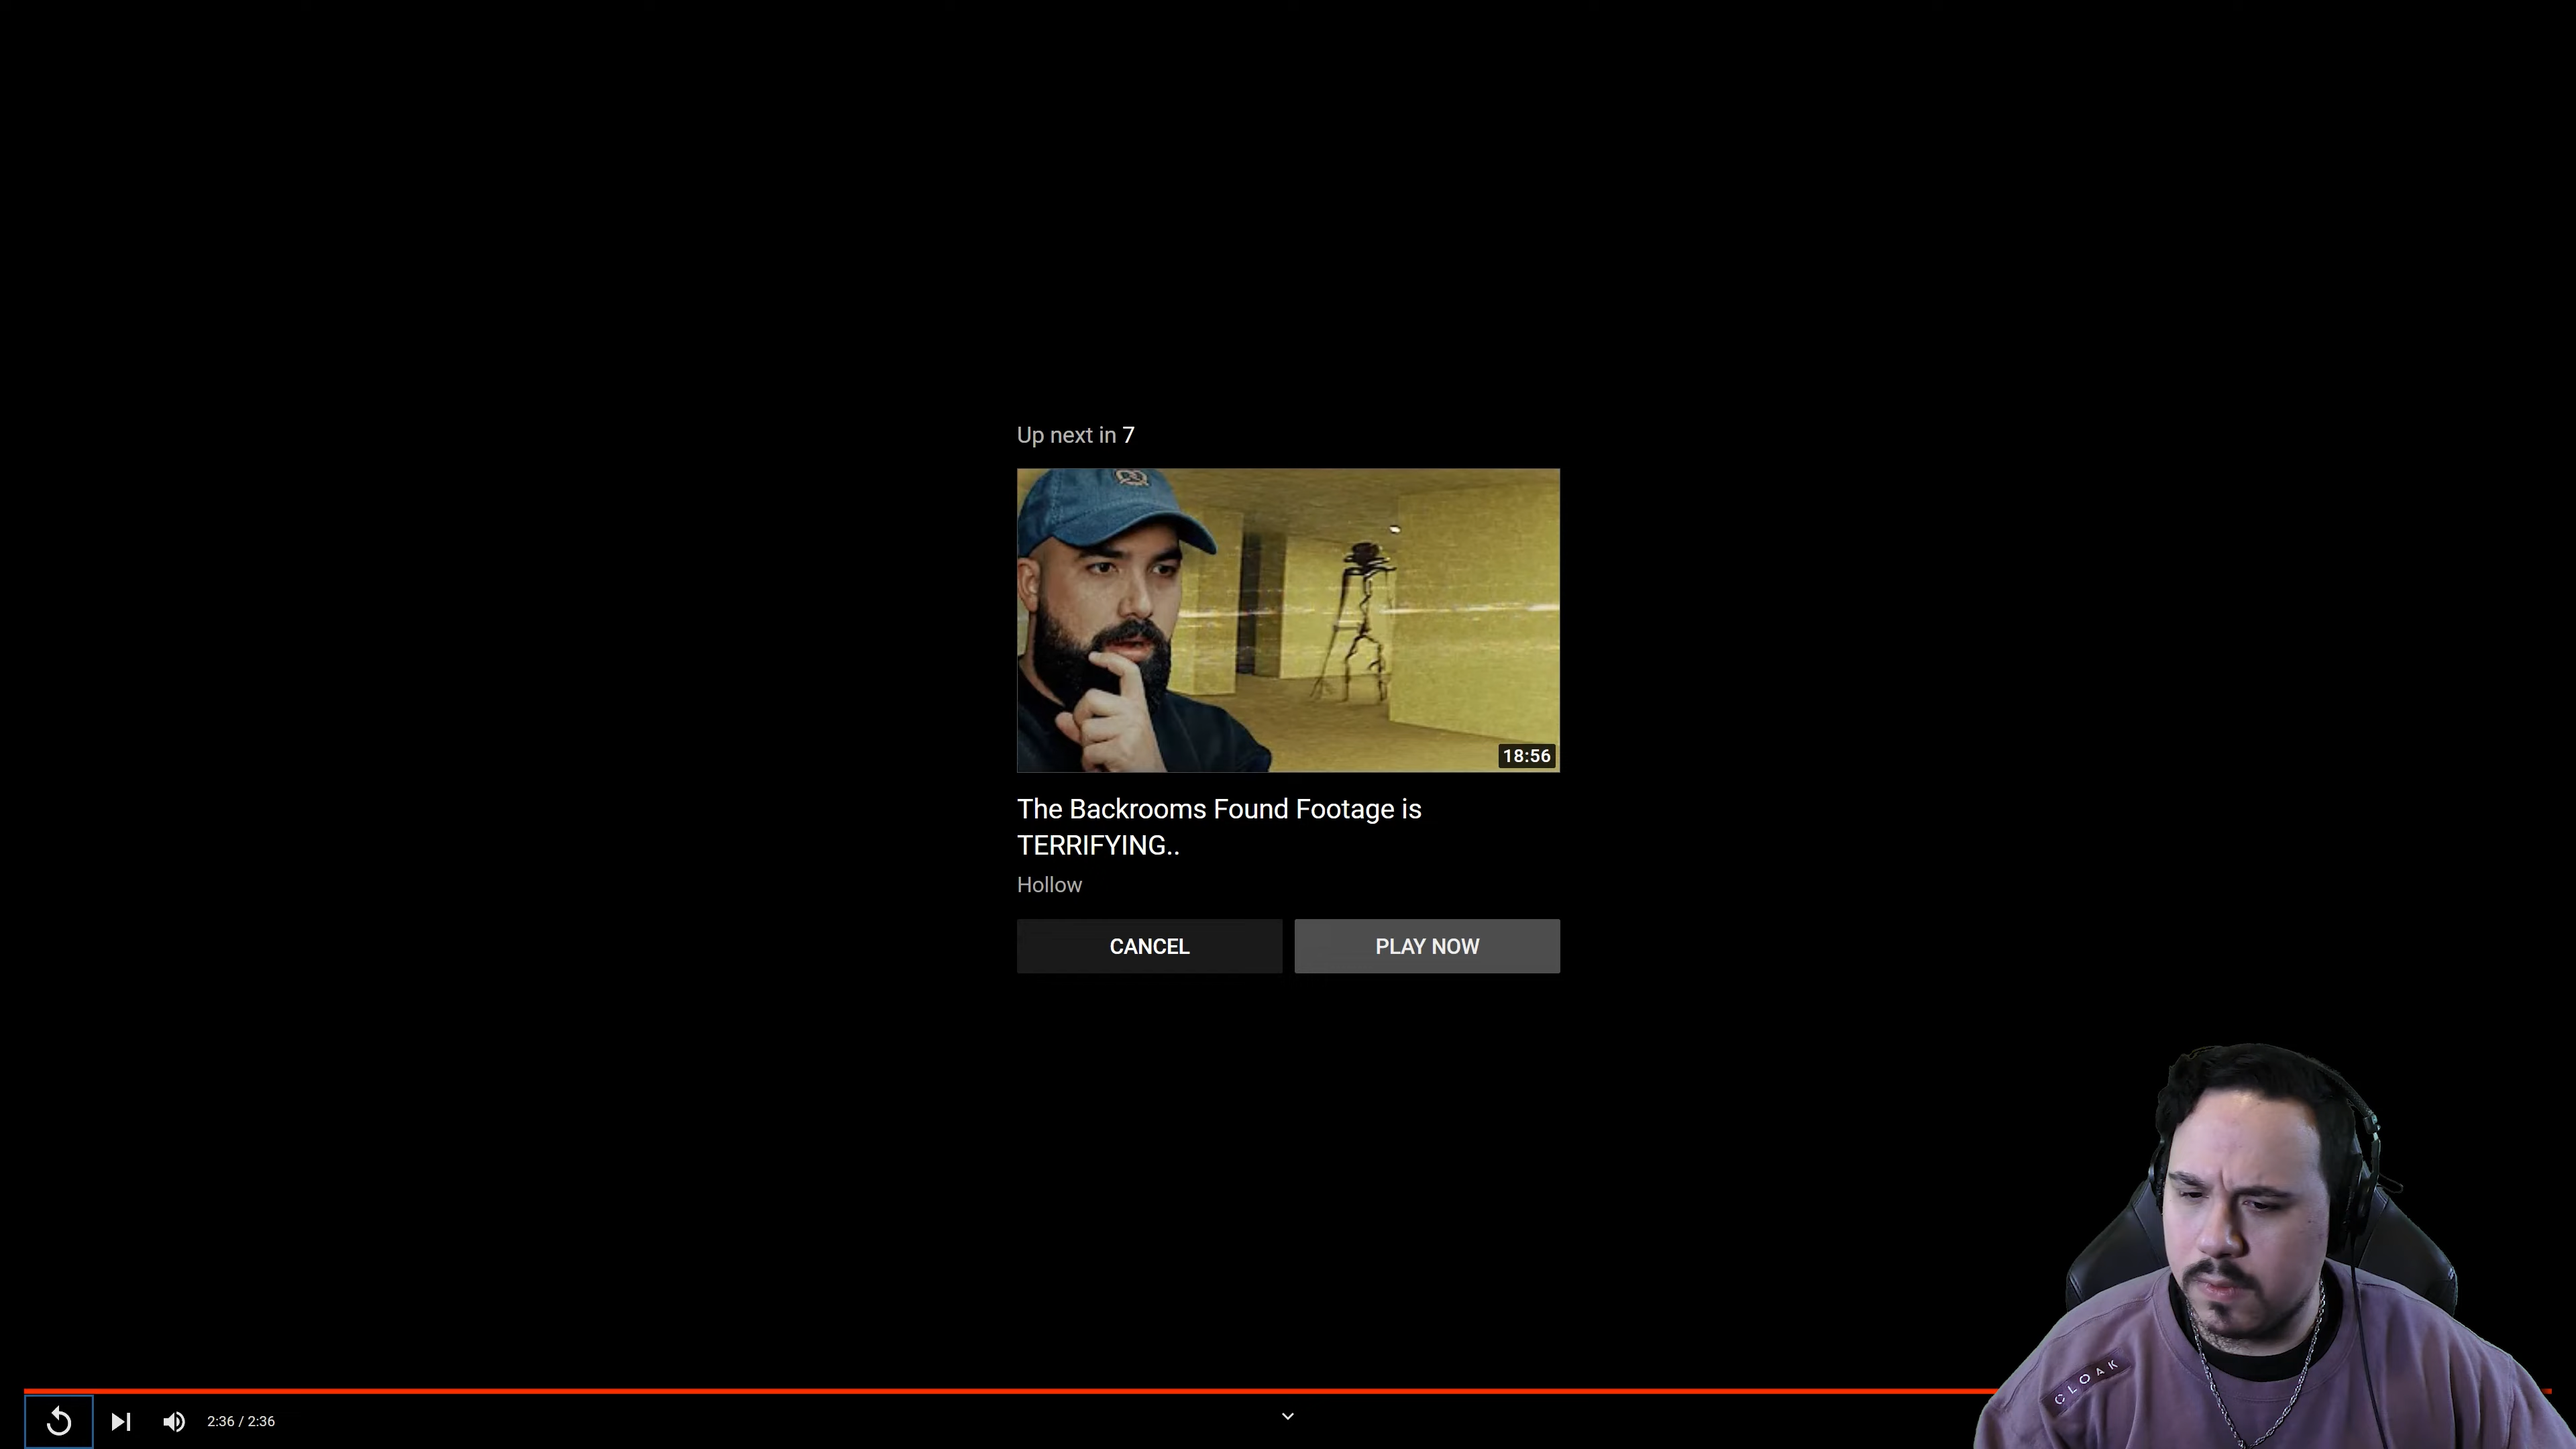 Up next in 7
18:56
The Backrooms Found Footage is
TERRIFYING..
Hollow
CANCEL
PLAY NOW
CLOAK
2:36 / 2:36